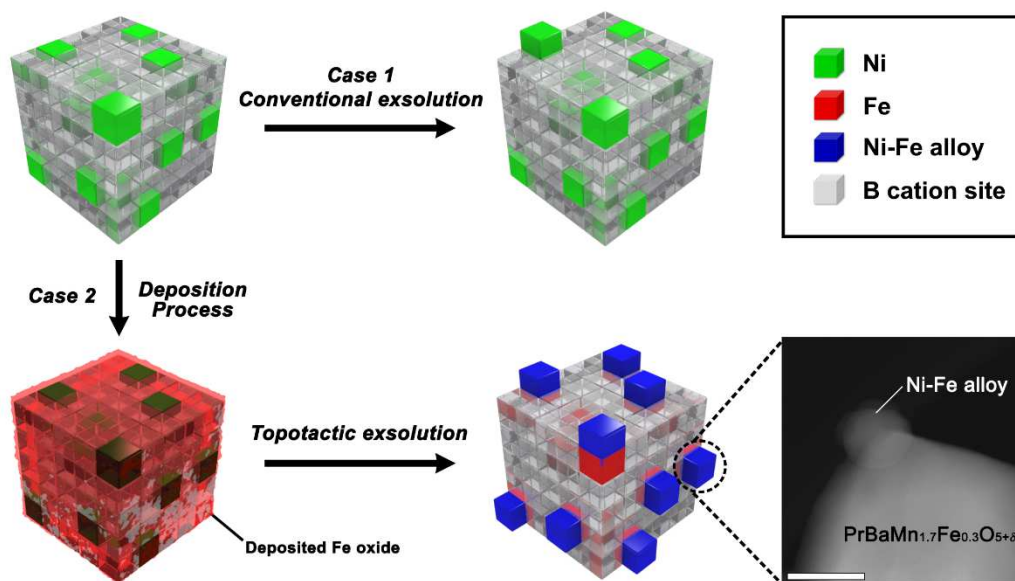 Case 1
Conventional exsolution
Ni
Fe
Ni-Fe alloy
B cation site
Case 2
Deposition
Process
Topotactic exsolution
Deposited Fe oxide
Ni-Fe alloy
PrBaMn₁.₇Fe₀.₃O₅₊δ